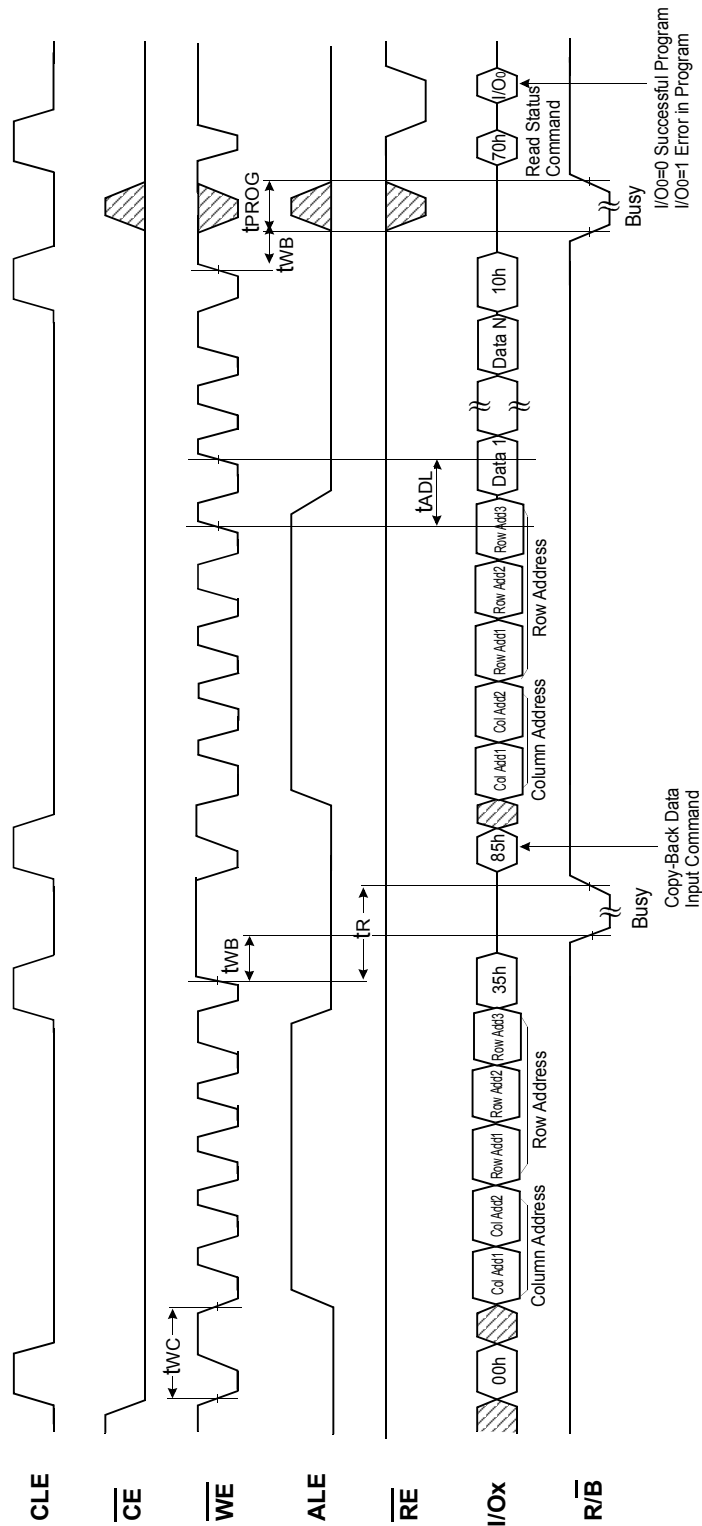 CLE
CE
WE
ALE
RE
I/Ox
R/B
tWC
tWB
tR
tADL
tWB
tPROG
00h
Col Add1
Col Add2
Row Add1
Row Add2
Row Add3
35h
85h
Col Add1
Col Add2
Row Add1
Row Add2
Row Add3
Data 1
Data N
10h
70h
I/O0
Column Address
Row Address
Column Address
Row Address
Read Status
Command
Busy
Copy-Back Data
Input Command
Busy
I/O0=0 Successful Program
I/O0=1 Error in Program